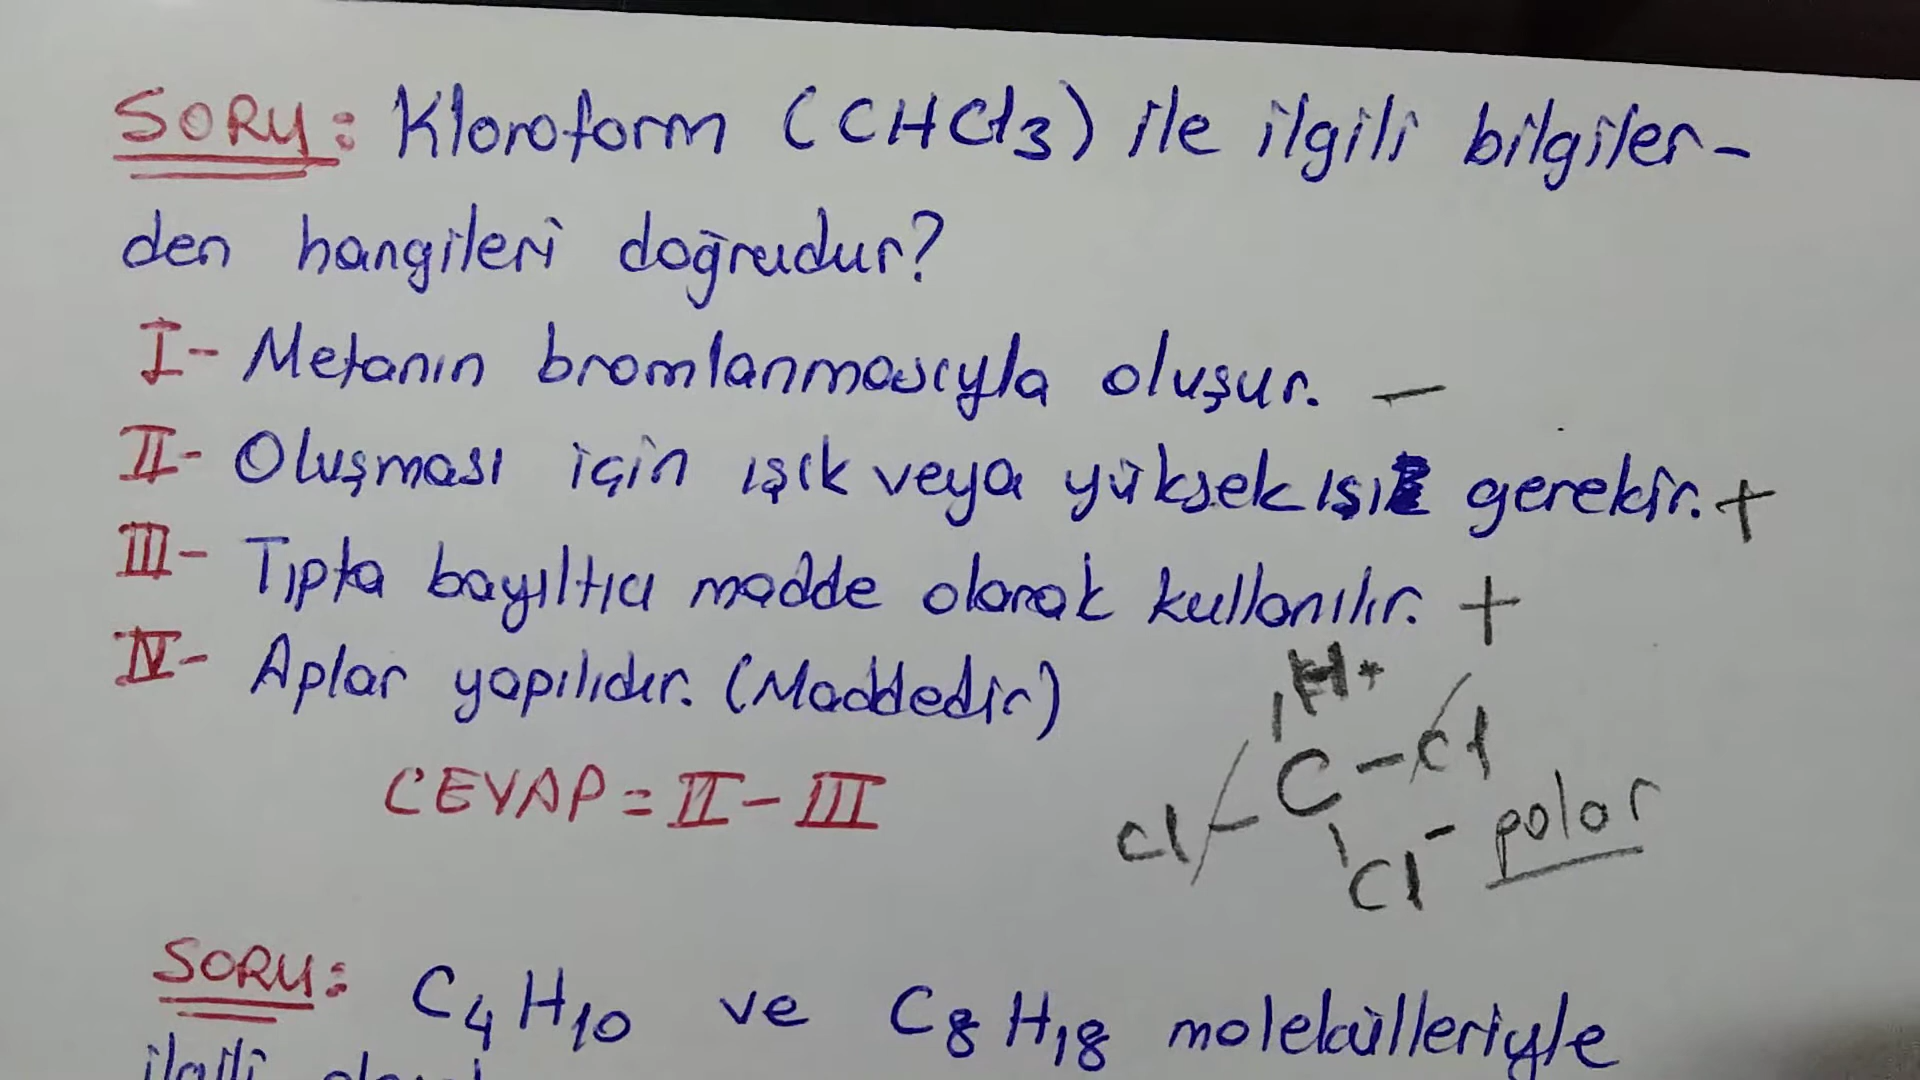 SORU: Kloroform (CHCl3) ile ilgili bilgiler-
den hangileri doğrudur?
I- Metanın bromlanmasıyla oluşur. -
II- Oluşması için ışık veya yüksek ısı gerekir. +
III- Tıpta bayıltıcı madde olarak kullanılır. +
IV- Aplar yapılıdır. (Maddedir)
H+
C - Cl
Cl -
Cl - polar
CEVAP = II - III
SORU: C4H10 ve C8H18 molekülleriyle
ilgili